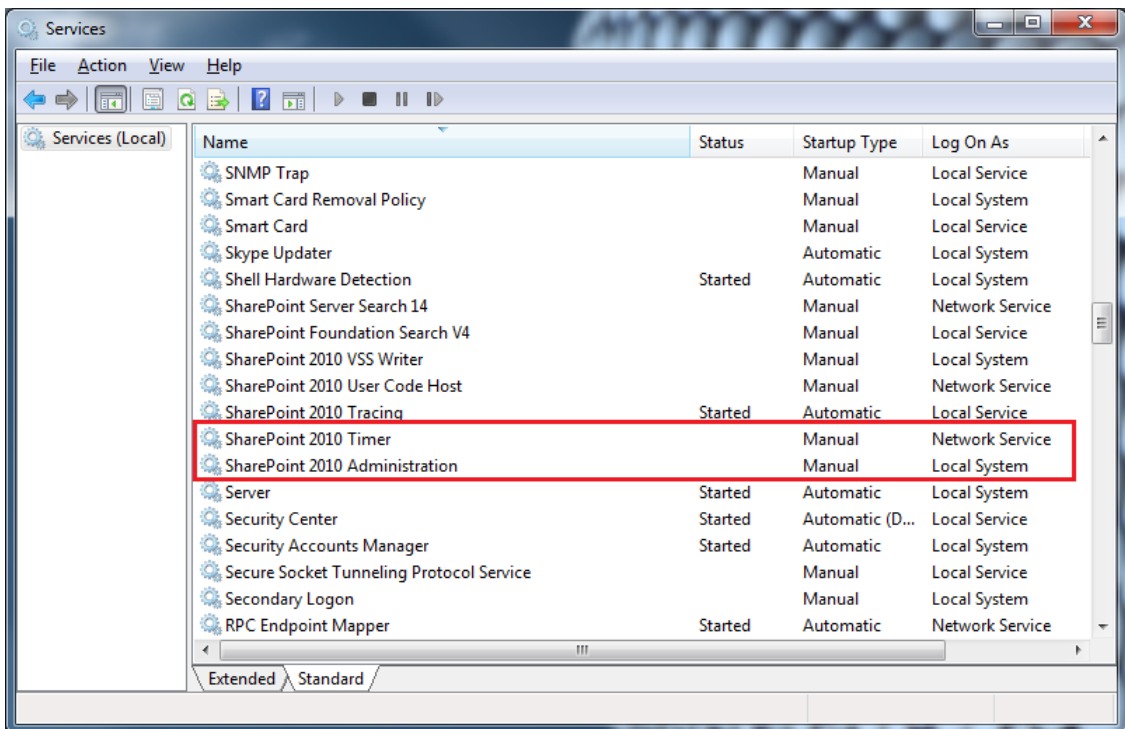 Services
File Action View Help
Services (Local)
Name Status Startup Type Log On As
SNMP Trap Manual Local Service
Smart Card Removal Policy Manual Local System
Smart Card Manual Local Service
Skype Updater Automatic Local System
Shell Hardware Detection Started Automatic Local System
SharePoint Server Search 14 Manual Network Service
SharePoint Foundation Search V4 Manual Local Service
SharePoint 2010 VSS Writer Manual Local System
SharePoint 2010 User Code Host Manual Network Service
SharePoint 2010 Tracing Started Automatic Local Service
SharePoint 2010 Timer Manual Network Service
SharePoint 2010 Administration Manual Local System
Server Started Automatic Local System
Security Center Started Automatic (D... Local Service
Security Accounts Manager Started Automatic Local System
Secure Socket Tunneling Protocol Service Manual Local Service
Secondary Logon Manual Local System
RPC Endpoint Mapper Started Automatic Network Service
Extended Standard